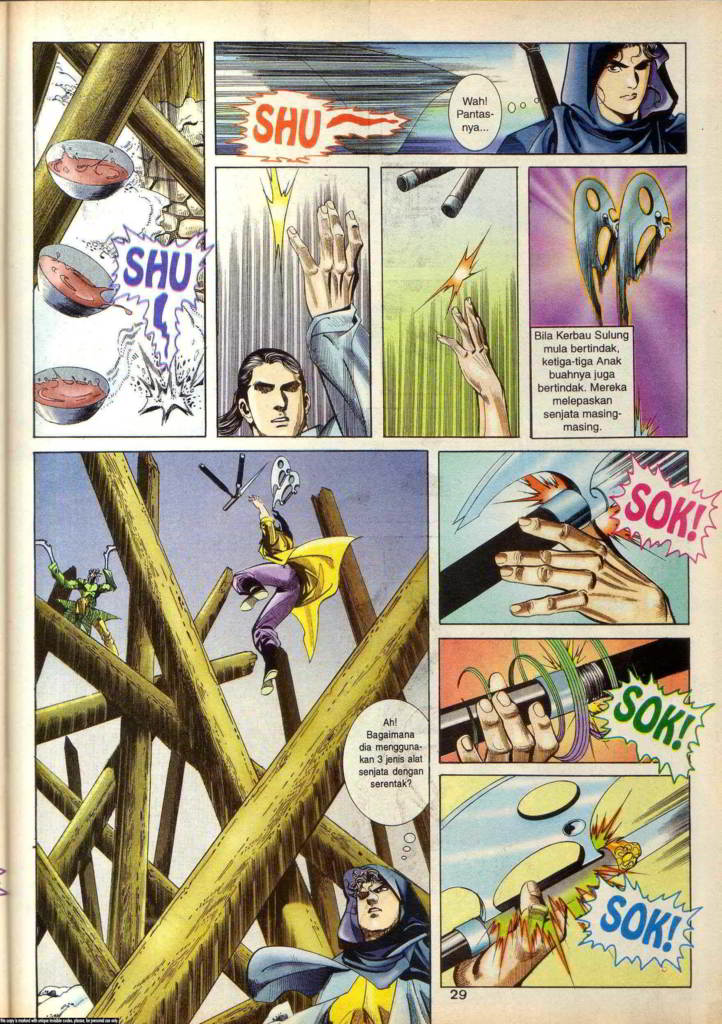 SHU
Wah!
Pantas-
nya...
SHU
Bila Kerbau Sulung
mula bertindak,
ketiga-tiga Anak
buahnya juga
bertindak. Mereka
melepaskan
senjata masing-
masing.
SOK!
SOK!
Ah!
Bagaimana
dia mengguna-
kan 3 jenis alat
senjata dengan
serentak?
SOK!
29